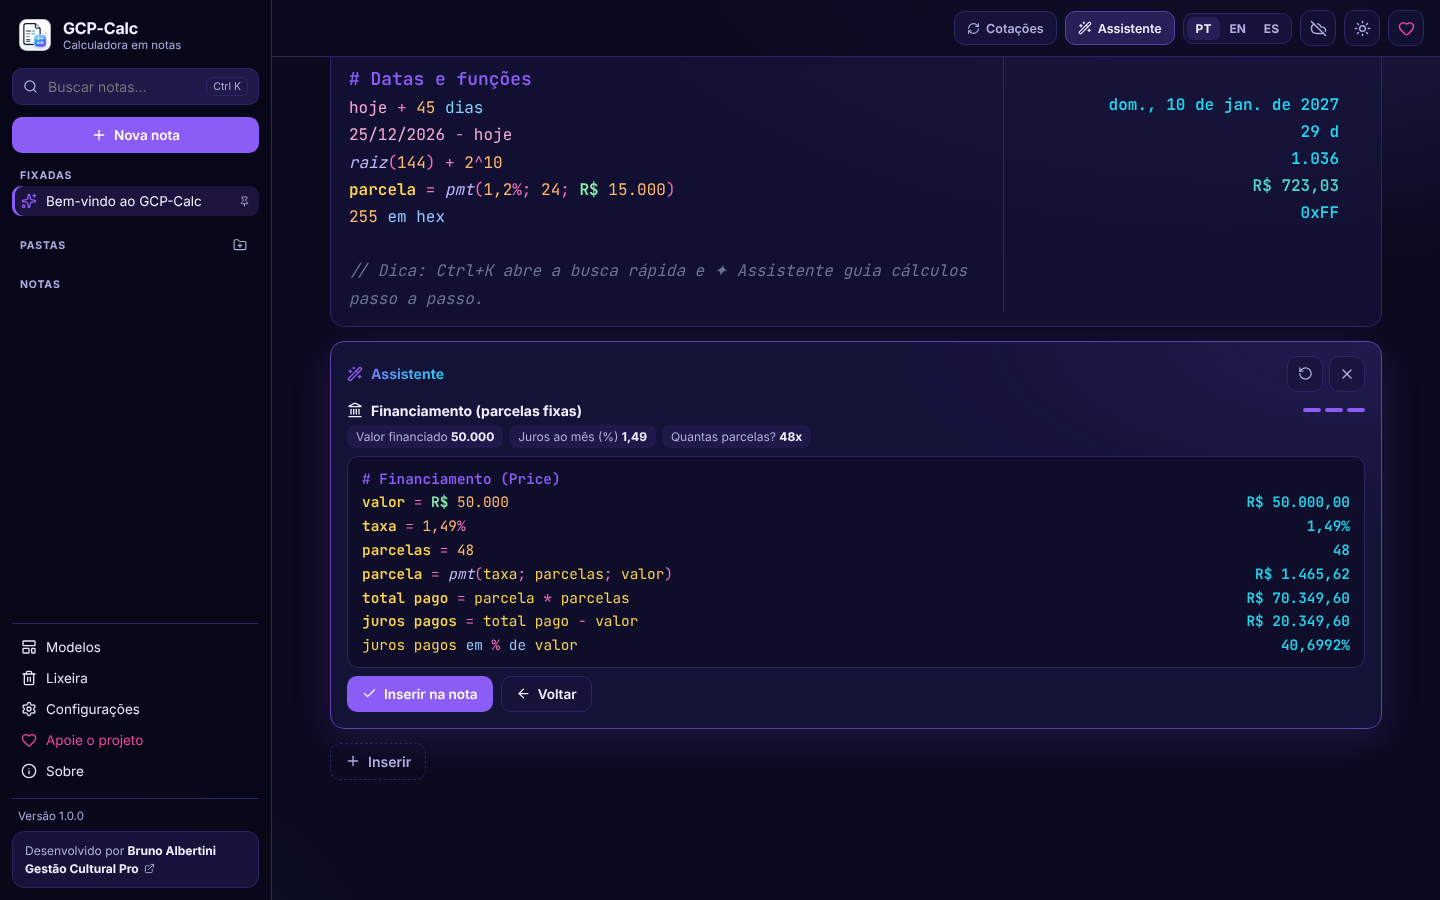 GCP-Calc
Calculadora em notas
Buscar notas...
Ctrl K
Nova nota
FIXADAS
Bem-vindo ao GCP-Calc
PASTAS
NOTAS
Modelos
Lixeira
Configurações
Apoie o projeto
Sobre
Versão 1.0.0
Desenvolvido por Bruno Albertini
Gestão Cultural Pro
Cotações
Assistente
PT EN ES
# Datas e funções
hoje + 45 dias dom., 10 de jan. de 2027
25/12/2026 - hoje 29 d
raiz(144) + 2^10 1.036
parcela = pmt(1,2%; 24; R$ 15.000) R$ 723,03
255 em hex 0xFF
// Dica: Ctrl+K abre a busca rápida e ✦ Assistente guia cálculos
passo a passo.
Assistente
Financiamento (parcelas fixas)
Valor financiado 50.000 Juros ao mês (%) 1,49 Quantas parcelas? 48x
# Financiamento (Price)
valor = R$ 50.000 R$ 50.000,00
taxa = 1,49% 1,49%
parcelas = 48 48
parcela = pmt(taxa; parcelas; valor) R$ 1.465,62
total pago = parcela * parcelas R$ 70.349,60
juros pagos = total pago - valor R$ 20.349,60
juros pagos em % de valor 40,6992%
Inserir na nota
Voltar
Inserir